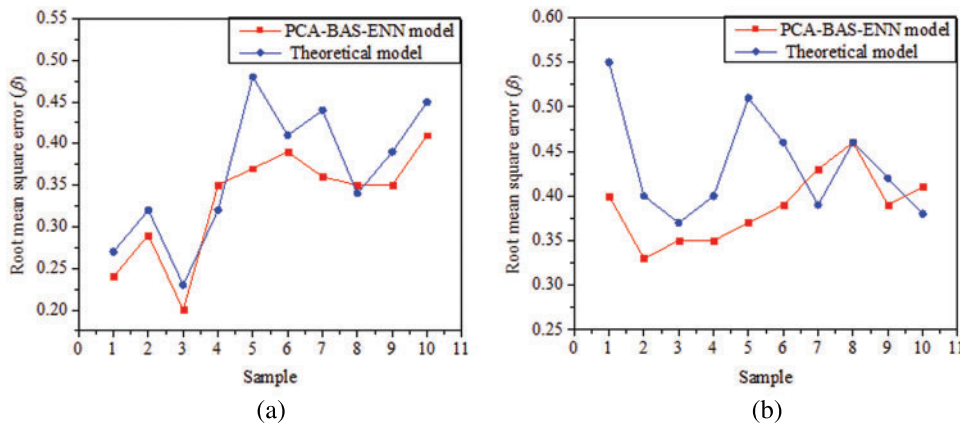 0.55
0.50
0.45
0.40
0.35
0.30
0.25
0.20
Root mean square error (β)
PCA-BAS-ENN model
Theoretical model
0 1 2 3 4 5 6 7 8 9 10 11
Sample
(a)
0.60
0.55
0.50
0.45
0.40
0.35
0.30
0.25
Root mean square error (β)
PCA-BAS-ENN model
Theoretical model
0 1 2 3 4 5 6 7 8 9 10 11
Sample
(b)